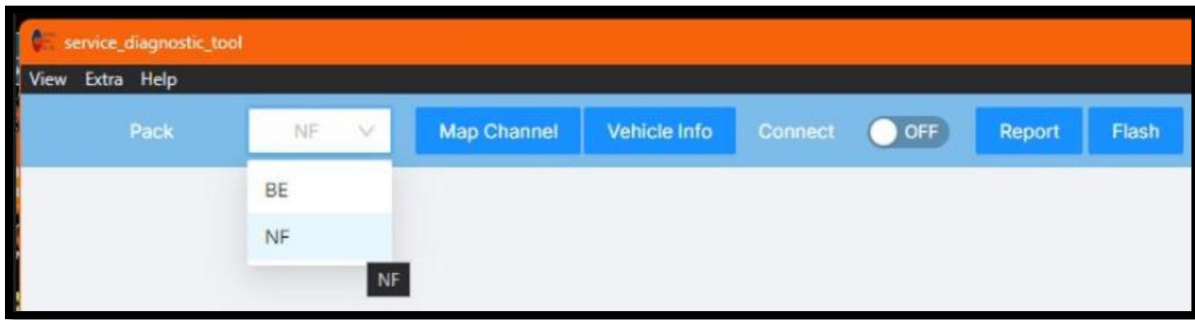 service_diagnostic_tool
View Extra Help
Pack NF Map Channel Vehicle Info Connect OFF Report Flash
BE
NF
NF